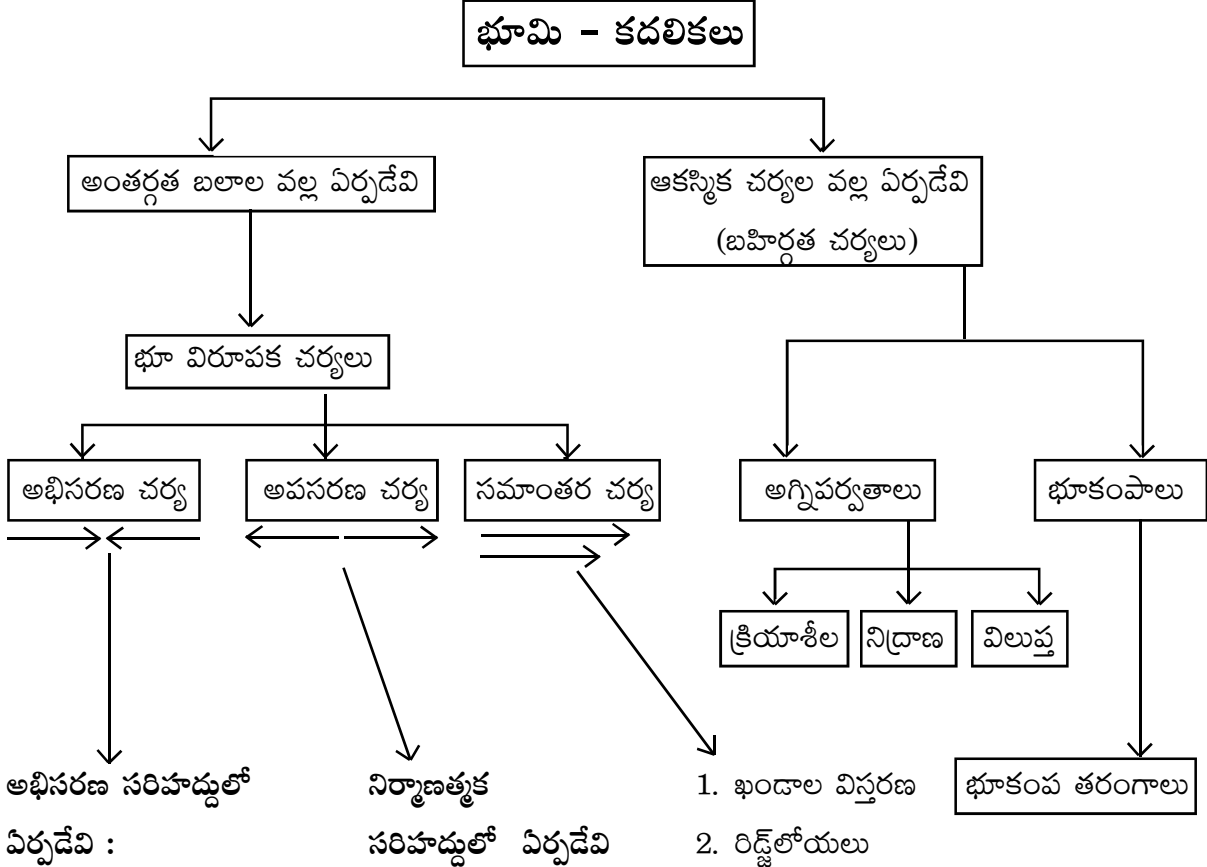 భూమి - కదలికలు
అంతర్గత బలాల వల్ల ఏర్పడేవి
ఆకస్మిక చర్యల వల్ల ఏర్పడేవి
(బహిర్గత చర్యలు)
భూ విరూపక చర్యలు
అభిసరణ చర్య
అపసరణ చర్య
సమాంతర చర్య
అగ్నిపర్వతాలు
భూకంపాలు
క్రియాశీల
నిద్రాణ
విలుప్త
అభిసరణ సరిహద్దులో
ఏర్పడేవి :
నిర్మాణత్మక
సరిహద్దులో ఏర్పడేవి
1. ఖండాల విస్తరణ
2. రిడ్జ్‌లోయలు
భూకంప తరంగాలు